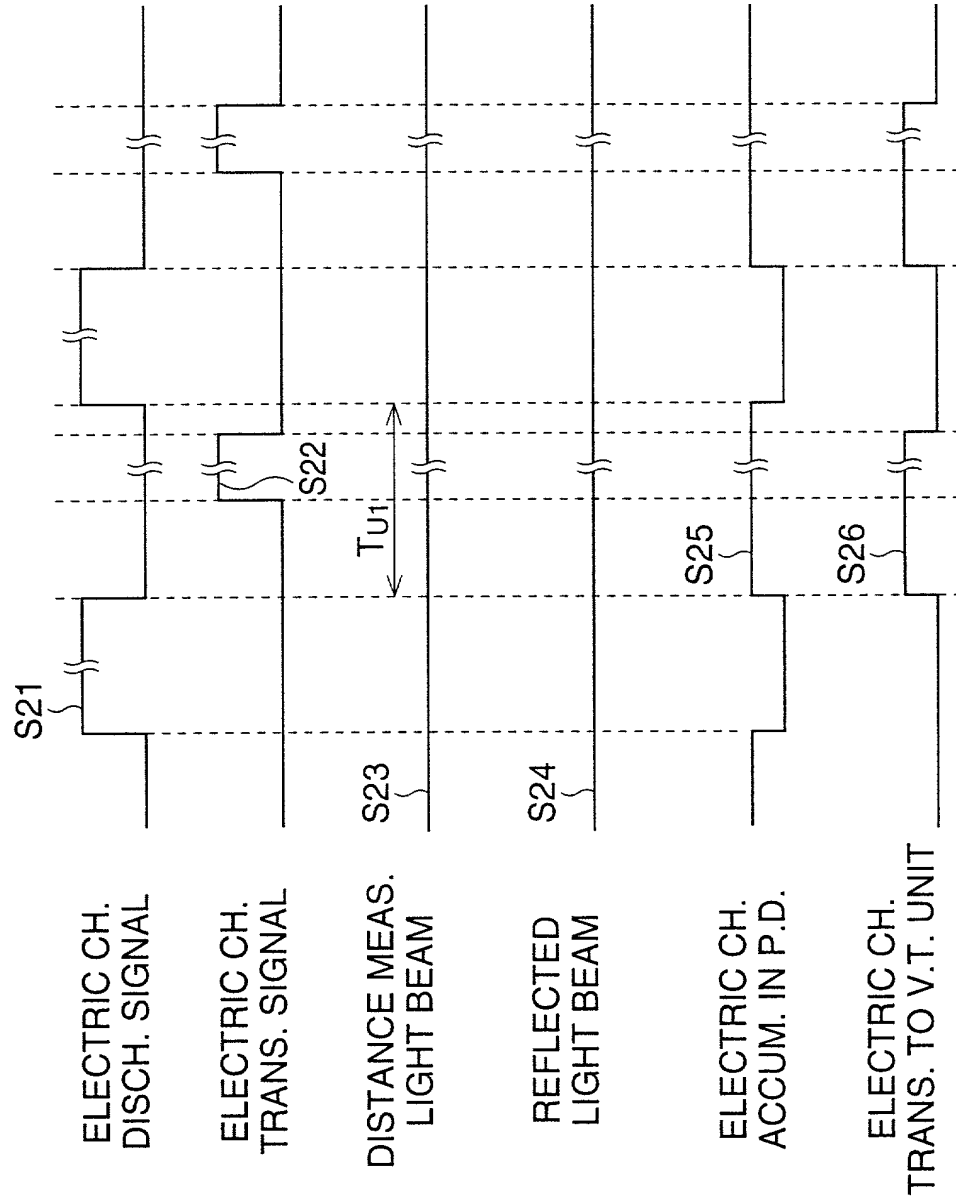 ELECTRIC CH.
DISCH. SIGNAL
S21
ELECTRIC CH.
TRANS. SIGNAL
S22
TU1
DISTANCE MEAS.
LIGHT BEAM
S23
REFLECTED
LIGHT BEAM
S24
ELECTRIC CH.
ACCUM. IN P.D.
S25
ELECTRIC CH.
TRANS. TO V.T. UNIT
S26